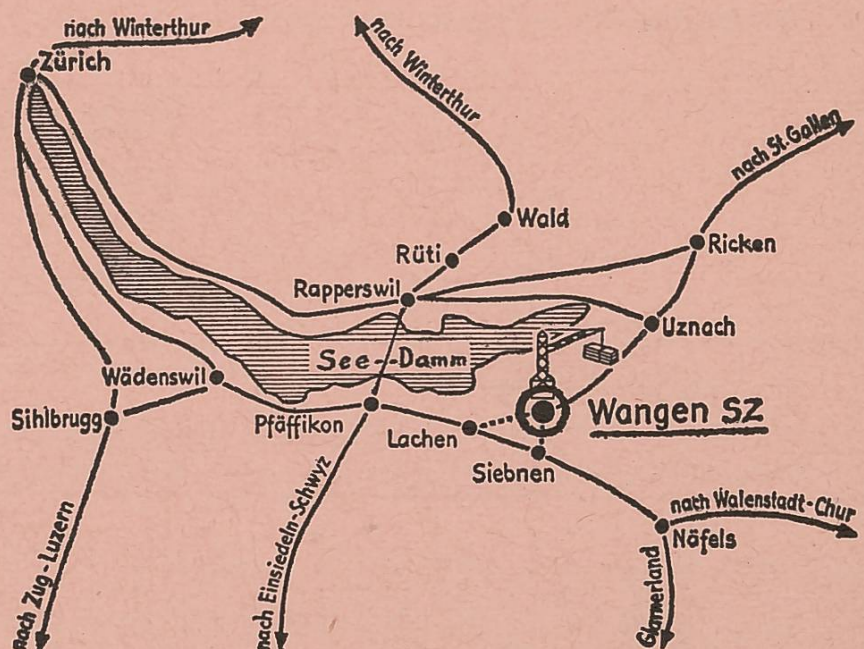 nach Winterthur
Zürich
nach Winterthur
nach St. Gallen
Wald
Rüti
Ricken
Rapperswil
Uznach
See-Damm
Wädenswil
Sihlbrugg
Pfäffikon
Lachen
Wangen SZ
Siebnen
nach Walenstadt-Chur
Näfels
nach Zug-Luzern
nach Einsiedeln-Schwyz
Glarnerland